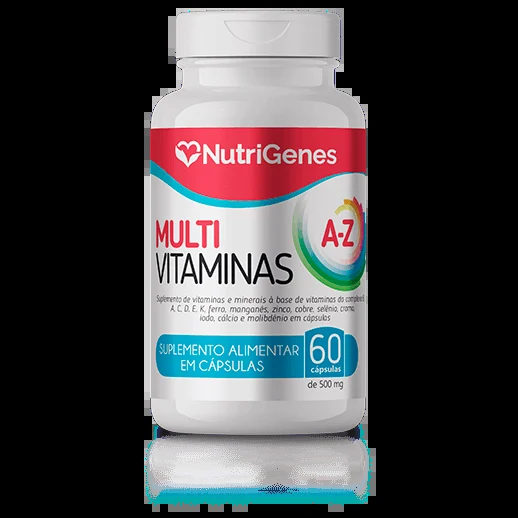 NutriGenes
MULTI
VITAMINAS
A-Z
Suplemento de vitaminas e minerais à base de vitaminas do complexo B,
A, C, D, E, K, ferro, manganês, zinco, cobre, selênio, cromo,
iodo, cálcio e molibdênio em cápsulas
SUPLEMENTO ALIMENTAR
EM CÁPSULAS
60
cápsulas
de 500 mg